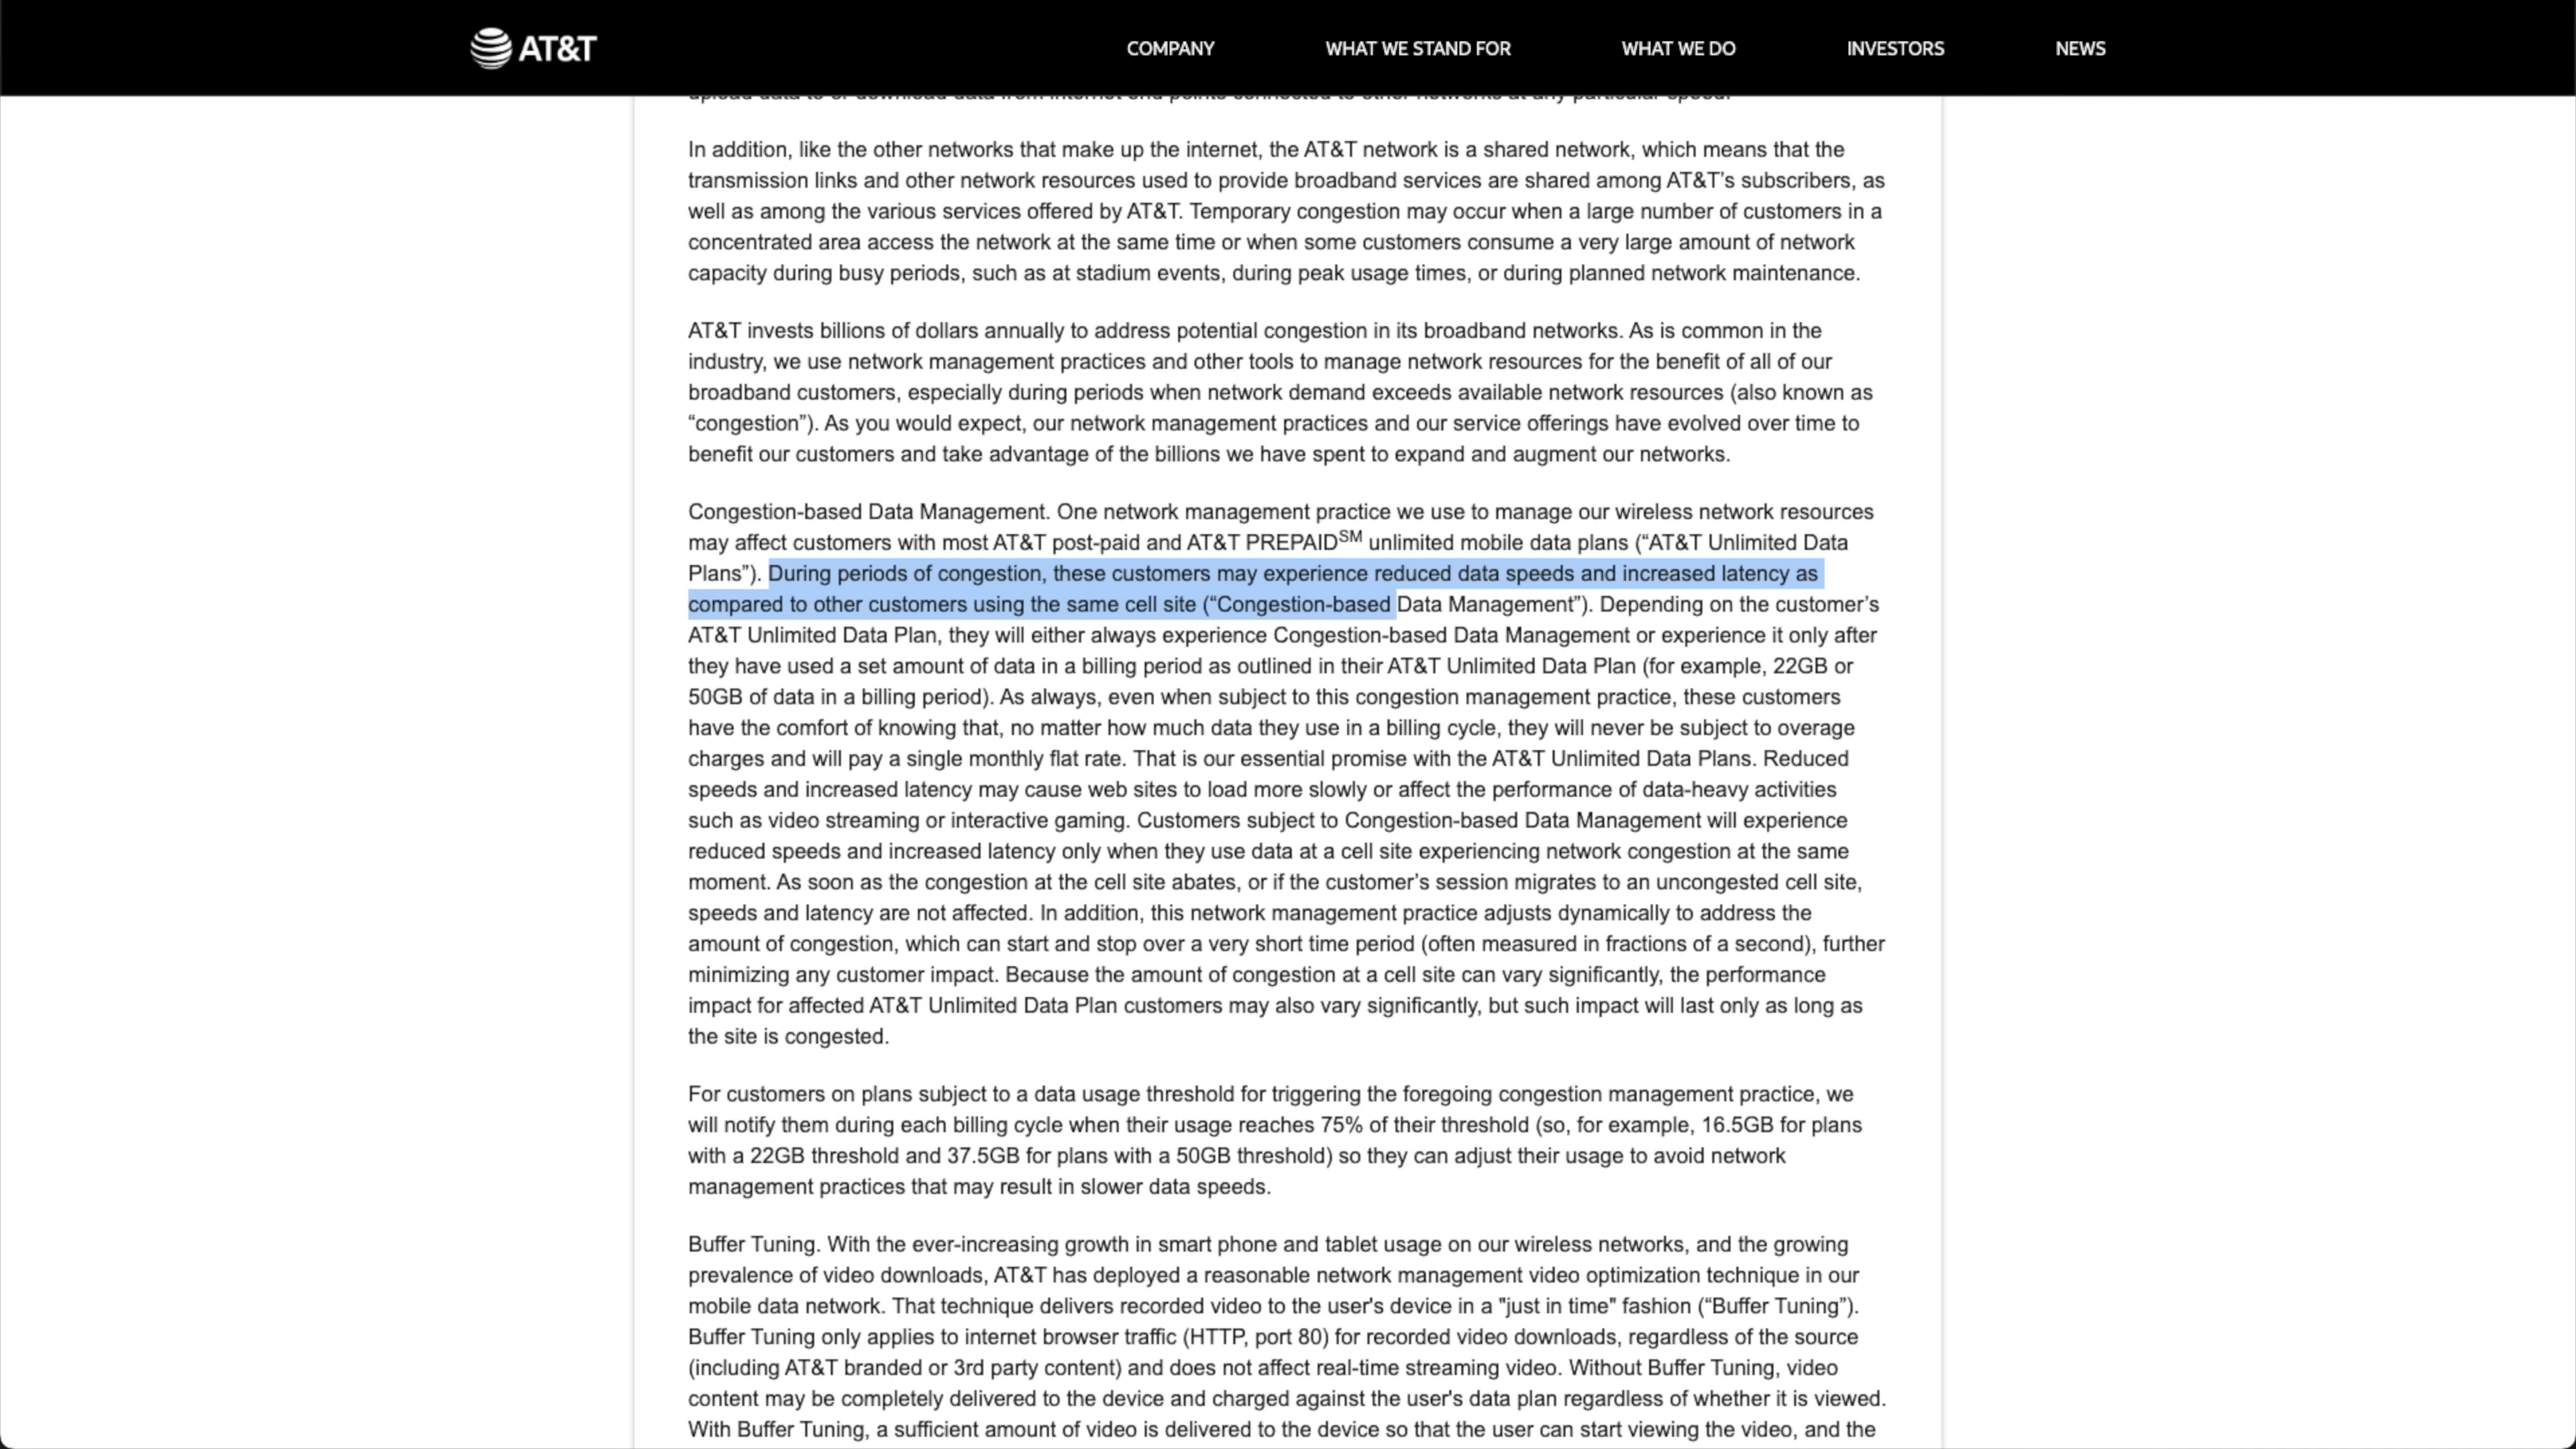 AT&T
COMPANY
WHAT WE STAND FOR
WHAT WE DO
INVESTORS
NEWS
upload data to or download data from internet end points connected to other networks at any particular speed.
In addition, like the other networks that make up the internet, the AT&T network is a shared network, which means that the
transmission links and other network resources used to provide broadband services are shared among AT&T’s subscribers, as
well as among the various services offered by AT&T. Temporary congestion may occur when a large number of customers in a
concentrated area access the network at the same time or when some customers consume a very large amount of network
capacity during busy periods, such as at stadium events, during peak usage times, or during planned network maintenance.
AT&T invests billions of dollars annually to address potential congestion in its broadband networks. As is common in the
industry, we use network management practices and other tools to manage network resources for the benefit of all of our
broadband customers, especially during periods when network demand exceeds available network resources (also known as
“congestion”). As you would expect, our network management practices and our service offerings have evolved over time to
benefit our customers and take advantage of the billions we have spent to expand and augment our networks.
Congestion-based Data Management. One network management practice we use to manage our wireless network resources
may affect customers with most AT&T post-paid and AT&T PREPAIDSM unlimited mobile data plans (“AT&T Unlimited Data
Plans”). During periods of congestion, these customers may experience reduced data speeds and increased latency as
compared to other customers using the same cell site (“Congestion-based Data Management”). Depending on the customer’s
AT&T Unlimited Data Plan, they will either always experience Congestion-based Data Management or experience it only after
they have used a set amount of data in a billing period as outlined in their AT&T Unlimited Data Plan (for example, 22GB or
50GB of data in a billing period). As always, even when subject to this congestion management practice, these customers
have the comfort of knowing that, no matter how much data they use in a billing cycle, they will never be subject to overage
charges and will pay a single monthly flat rate. That is our essential promise with the AT&T Unlimited Data Plans. Reduced
speeds and increased latency may cause web sites to load more slowly or affect the performance of data-heavy activities
such as video streaming or interactive gaming. Customers subject to Congestion-based Data Management will experience
reduced speeds and increased latency only when they use data at a cell site experiencing network congestion at the same
moment. As soon as the congestion at the cell site abates, or if the customer’s session migrates to an uncongested cell site,
speeds and latency are not affected. In addition, this network management practice adjusts dynamically to address the
amount of congestion, which can start and stop over a very short time period (often measured in fractions of a second), further
minimizing any customer impact. Because the amount of congestion at a cell site can vary significantly, the performance
impact for affected AT&T Unlimited Data Plan customers may also vary significantly, but such impact will last only as long as
the site is congested.
For customers on plans subject to a data usage threshold for triggering the foregoing congestion management practice, we
will notify them during each billing cycle when their usage reaches 75% of their threshold (so, for example, 16.5GB for plans
with a 22GB threshold and 37.5GB for plans with a 50GB threshold) so they can adjust their usage to avoid network
management practices that may result in slower data speeds.
Buffer Tuning. With the ever-increasing growth in smart phone and tablet usage on our wireless networks, and the growing
prevalence of video downloads, AT&T has deployed a reasonable network management video optimization technique in our
mobile data network. That technique delivers recorded video to the user's device in a "just in time" fashion (“Buffer Tuning”).
Buffer Tuning only applies to internet browser traffic (HTTP, port 80) for recorded video downloads, regardless of the source
(including AT&T branded or 3rd party content) and does not affect real-time streaming video. Without Buffer Tuning, video
content may be completely delivered to the device and charged against the user's data plan regardless of whether it is viewed.
With Buffer Tuning, a sufficient amount of video is delivered to the device so that the user can start viewing the video, and the